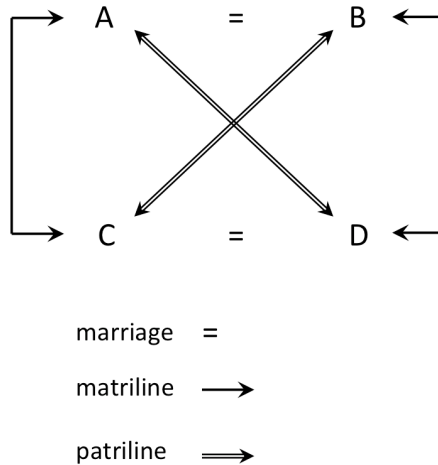 A = B
C = D
marriage =
matriline
patriline